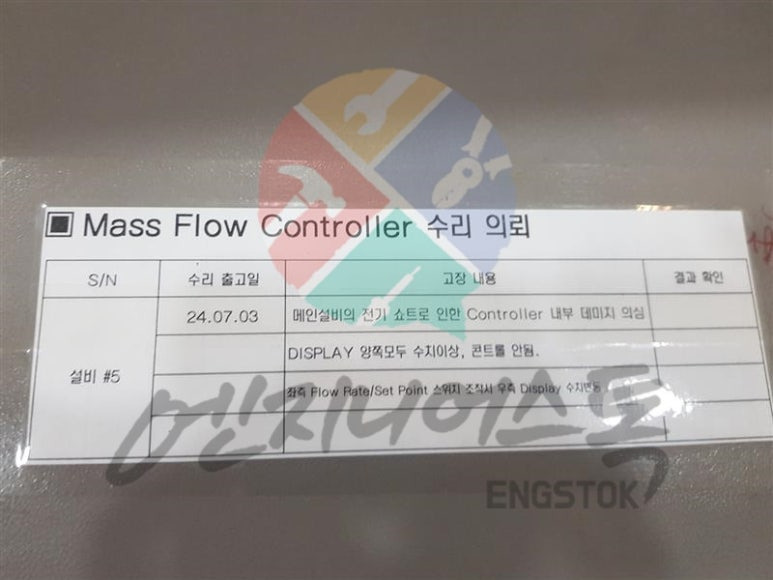 ■ Mass Flow Controller 수리 의뢰
S/N 수리 출고일 고장 내용 결과 확인
24.07.03 메인설비의 전기 쇼트로 인한 Controller 내부 데미지 의심
DISPLAY 양쪽모두 수치이상, 콘트롤 안됨.
설비 #5
좌측 Flow Rate/Set Point 스위치 조작시 우측 Display 수치변동
엔지니어스톡
ENGSTOK